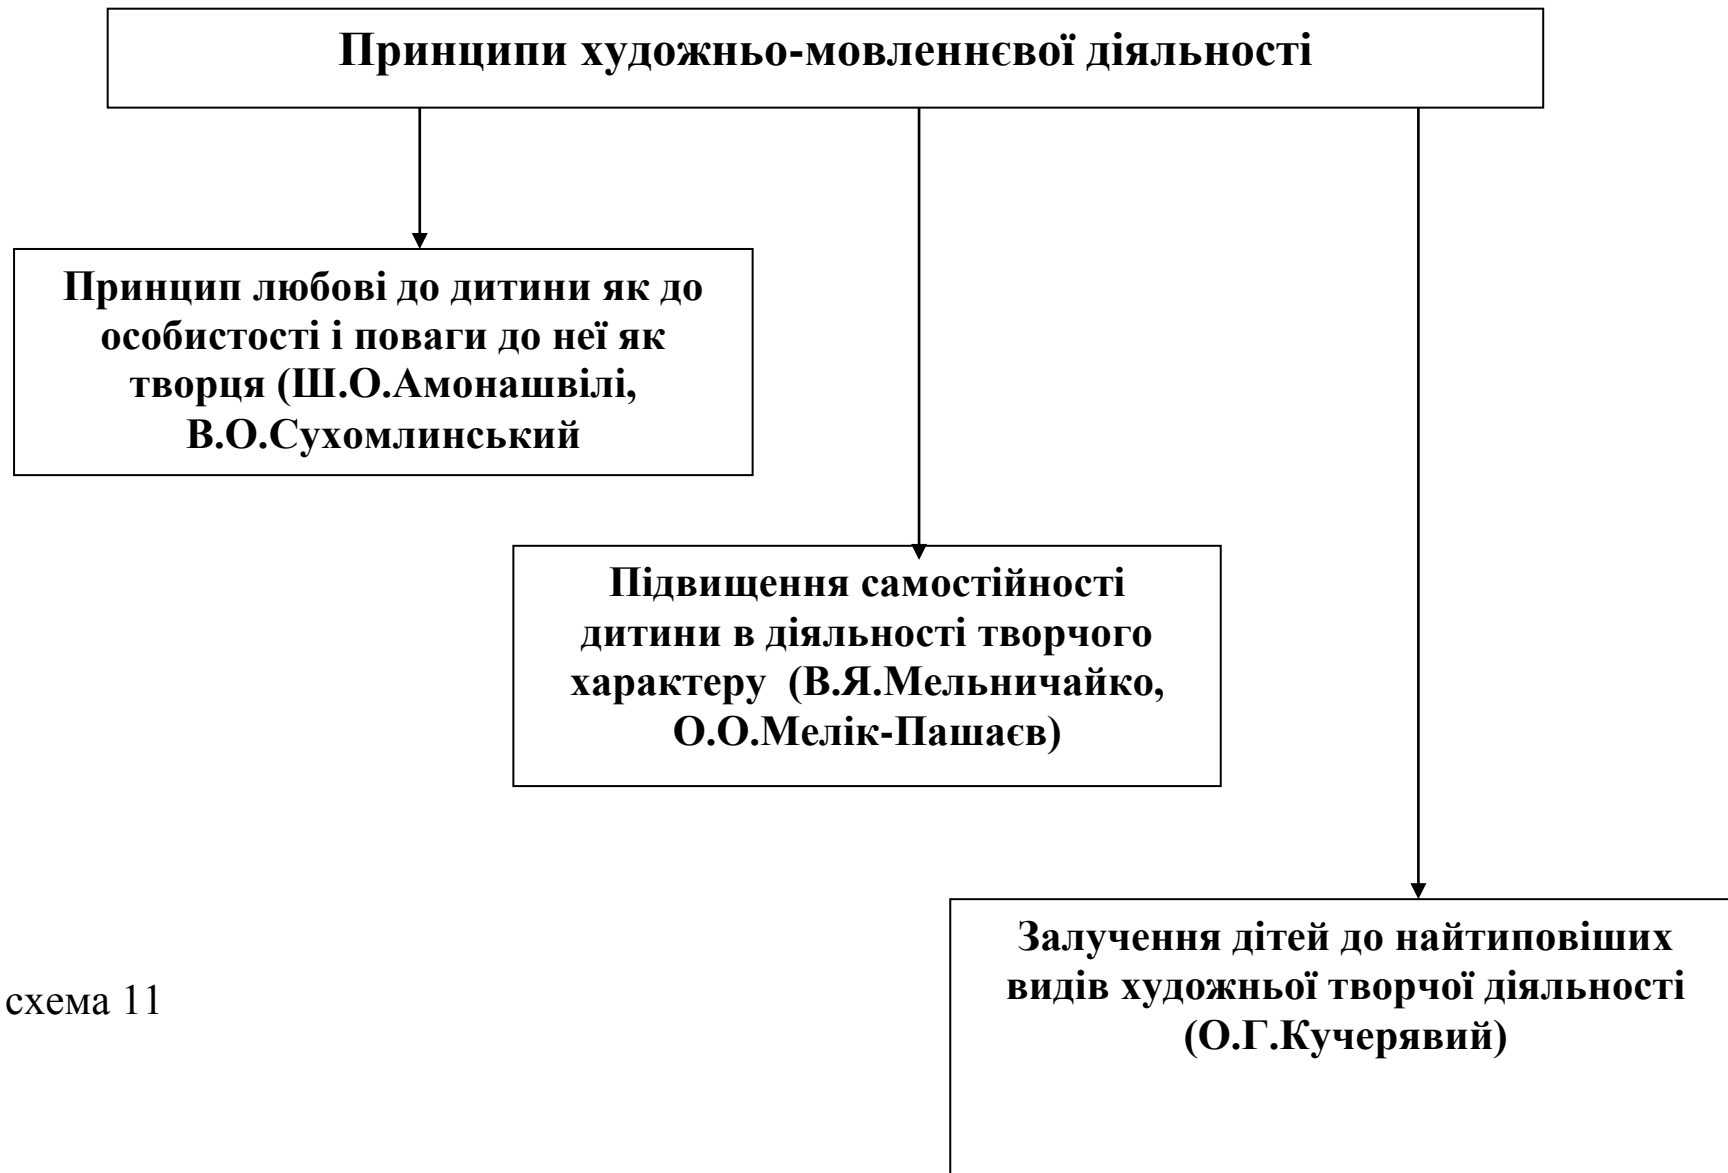 Принципи художньо-мовленнєвої діяльності
Принцип любові до дитини як до
особистості і поваги до неї як
творця (Ш.О.Амонашвілі,
В.О.Сухомлинський
Підвищення самостійності
дитини в діяльності творчого
характеру  (В.Я.Мельничайко,
О.О.Мелік-Пашаєв)
Залучення дітей до найтиповіших
видів художньої творчої діяльності
(О.Г.Кучерявий)
схема 11